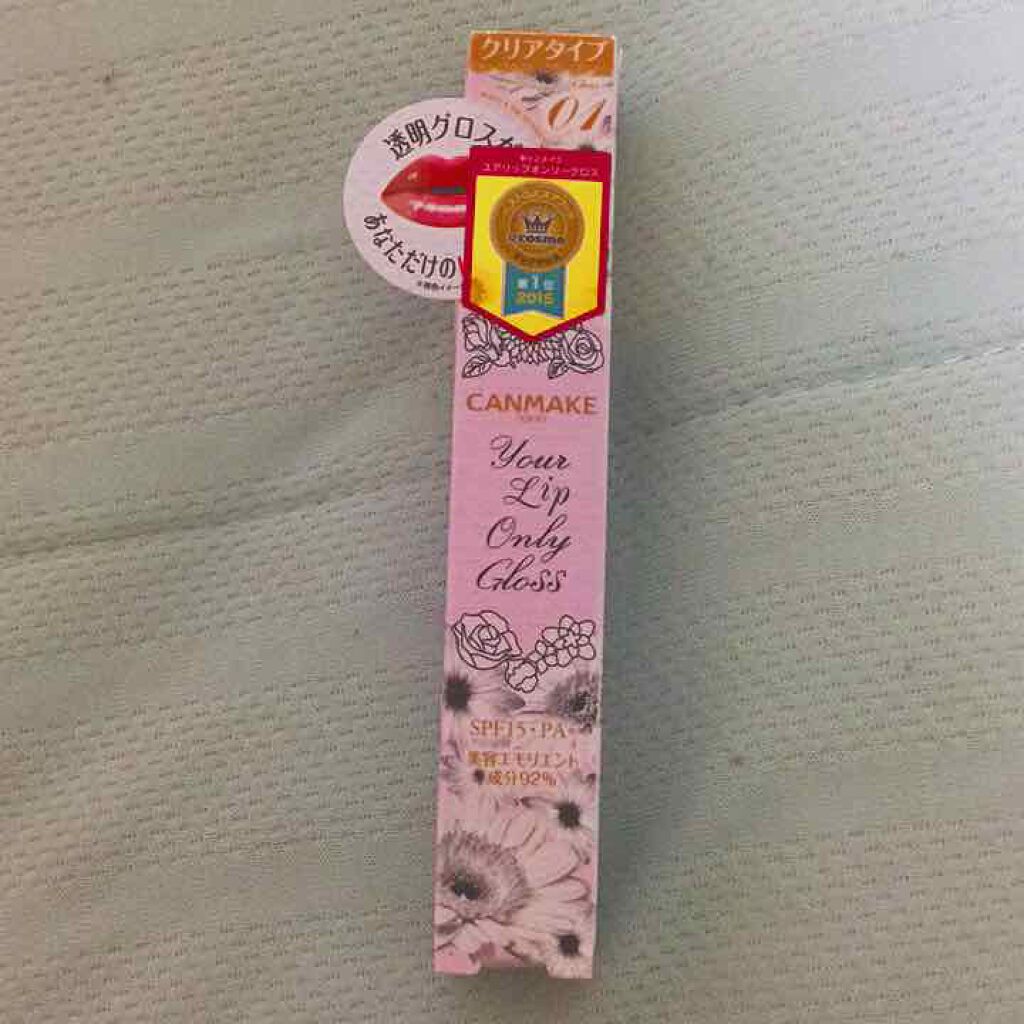 クリアタイプ
01
透明グロスが
あなただけの
キャンメイク
ユアリップオンリーグロス
@cosme
第1位
2015
CANMAKE
Your
Lip
Only
Gloss
SPF15・PA+
美容エモリエント
成分92%